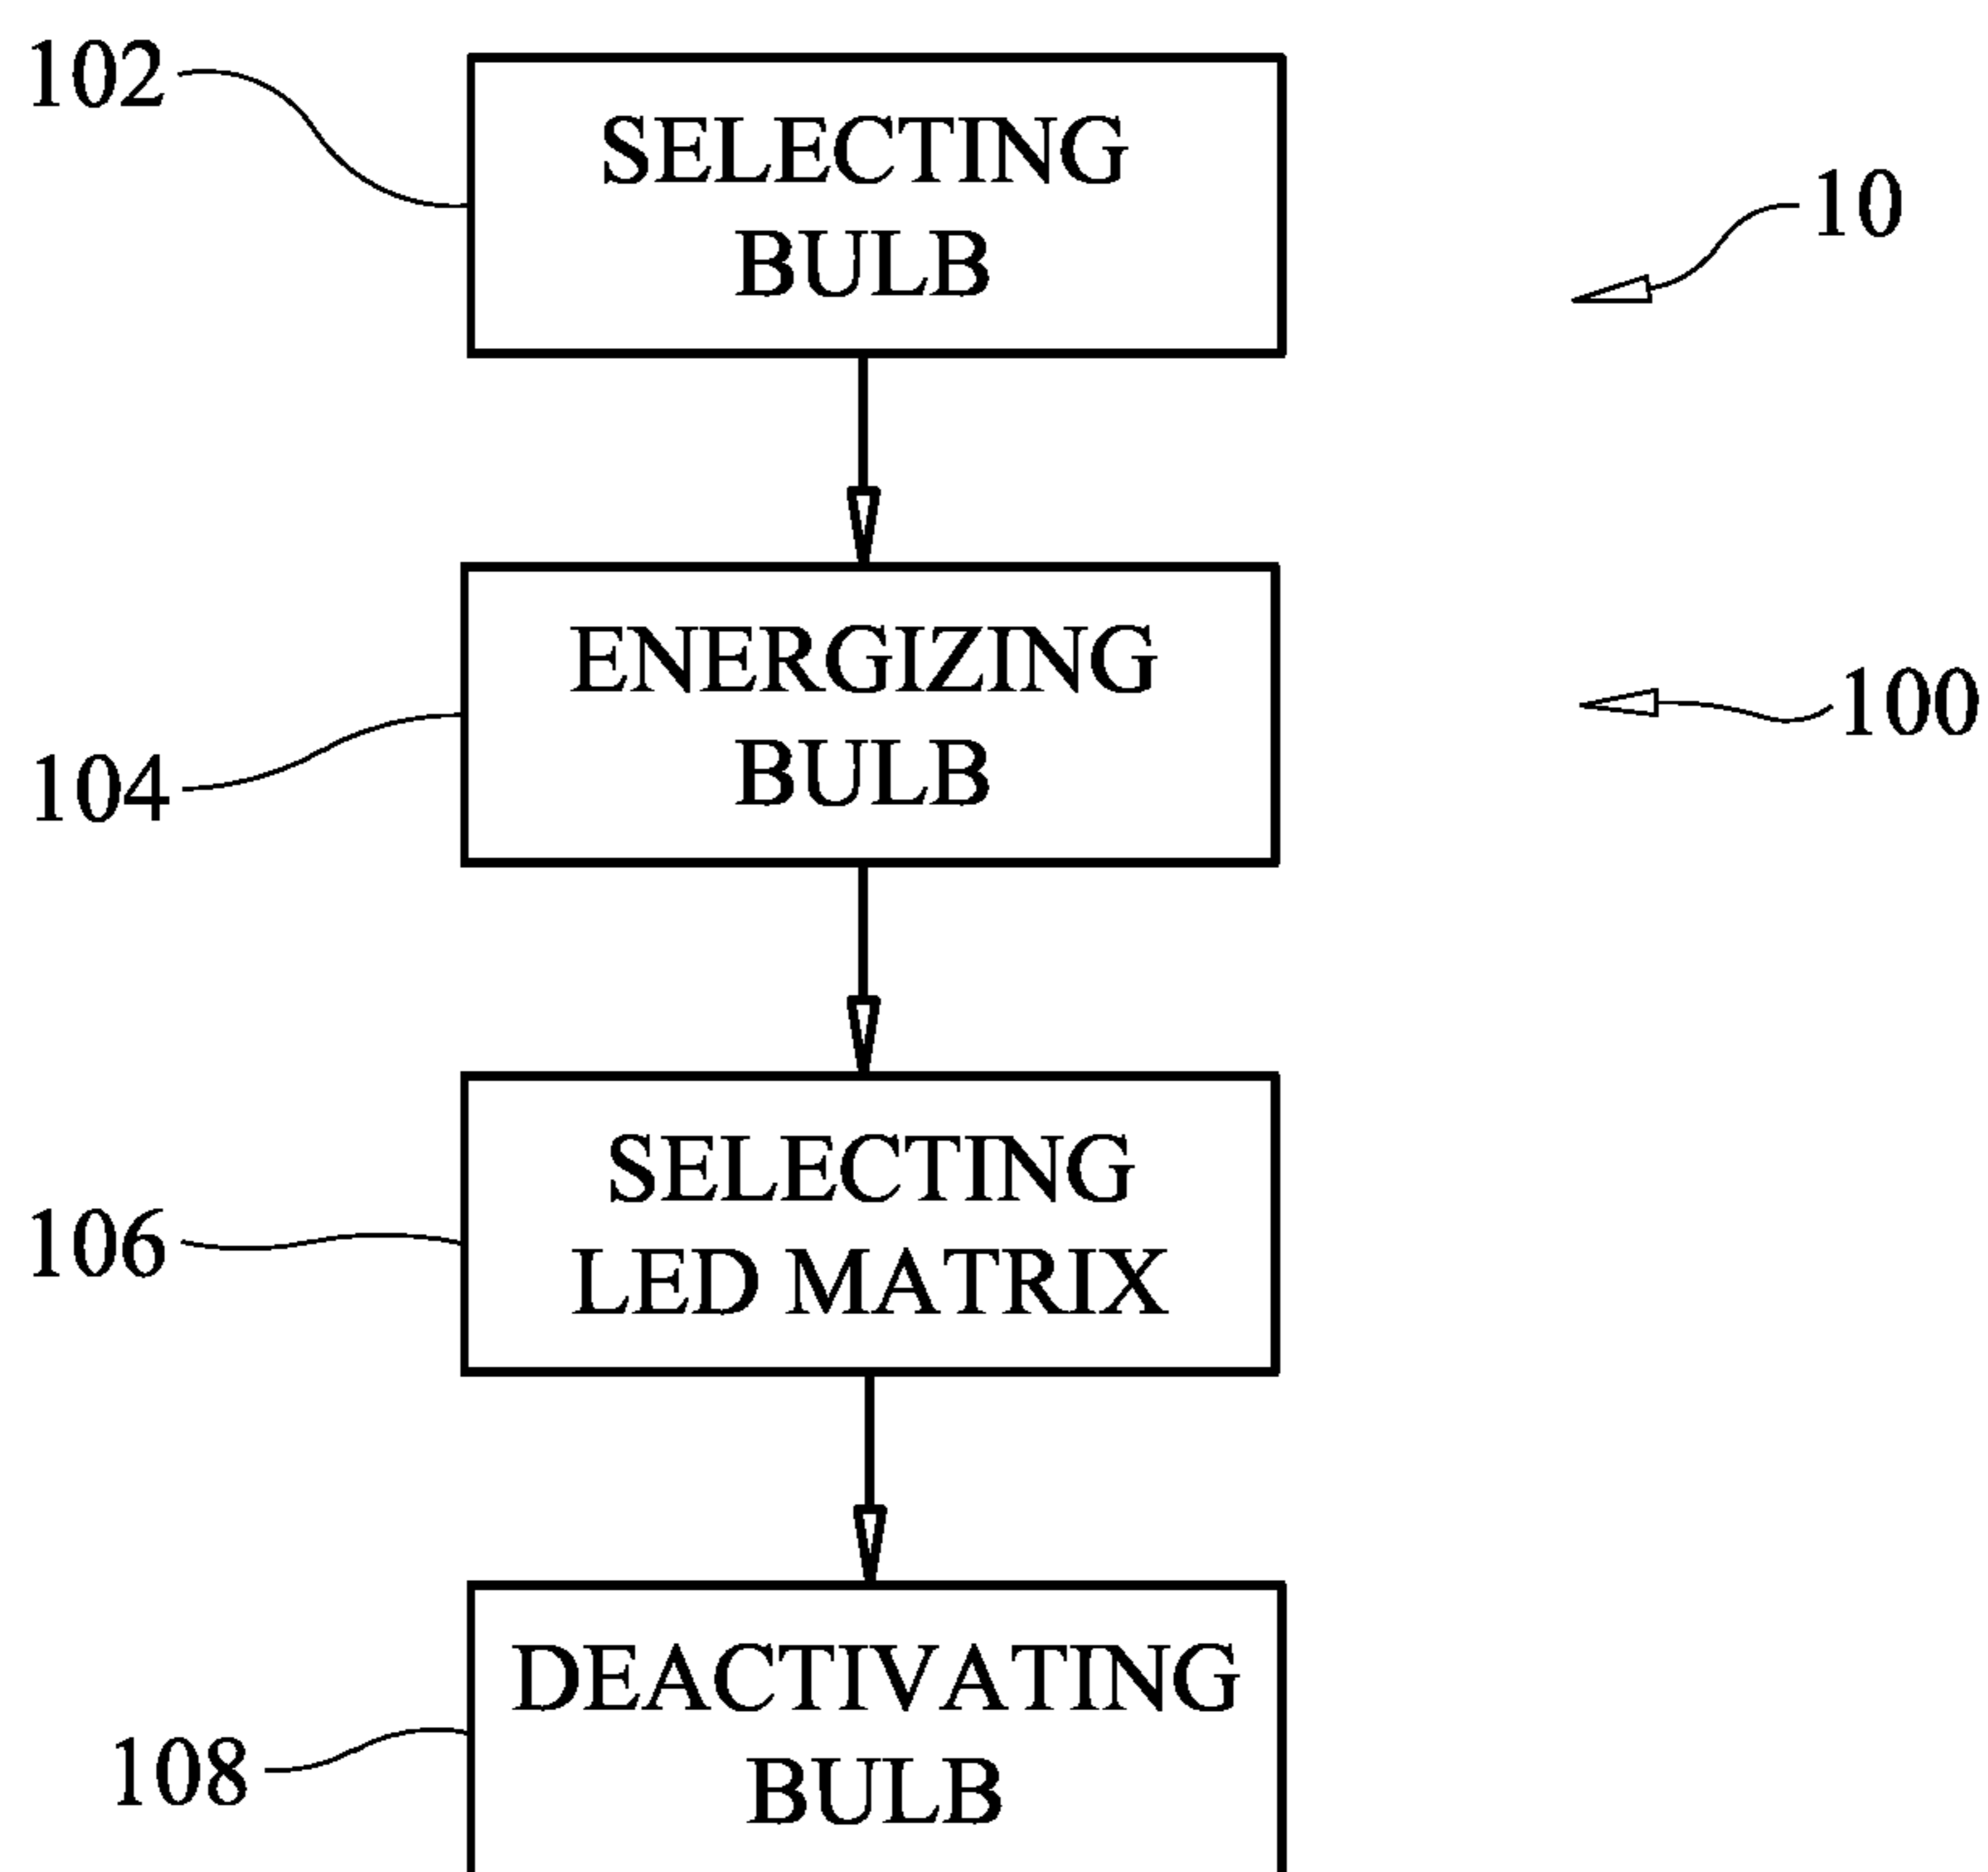 102
SELECTING
BULB
10
ENERGIZING
BULB
100
104
SELECTING
LED MATRIX
106
DEACTIVATING
BULB
108